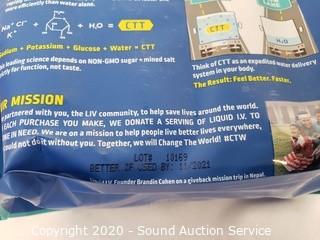 more efficiently than water alone.
Na⁺ Cl⁻
K⁺
+ H₂O = CTT
LANE
H₂O
Sodium + Potassium + Glucose + Water = CTT
This leading science depends on NON-GMO sugar + mined salt
strictly for function, not taste.
Think of CTT as an expedited water delivery
system in your body.
The Result: Feel Better. Faster.
MISSION
partnered with you, the LIV community, to help save lives around the world.
EACH PURCHASE YOU MAKE, WE DONATE A SERVING OF LIQUID I.V. TO
IN NEED. We are on a mission to help people live better lives everywhere,
could not do it without you. Together, we will Change The World! #CTW
LOT# 10169
BETTER IF USED BY: 11/2021
Founder Brandin Cohen on a giveback mission trip in Nepal.
Copyright 2020 - Sound Auction Service